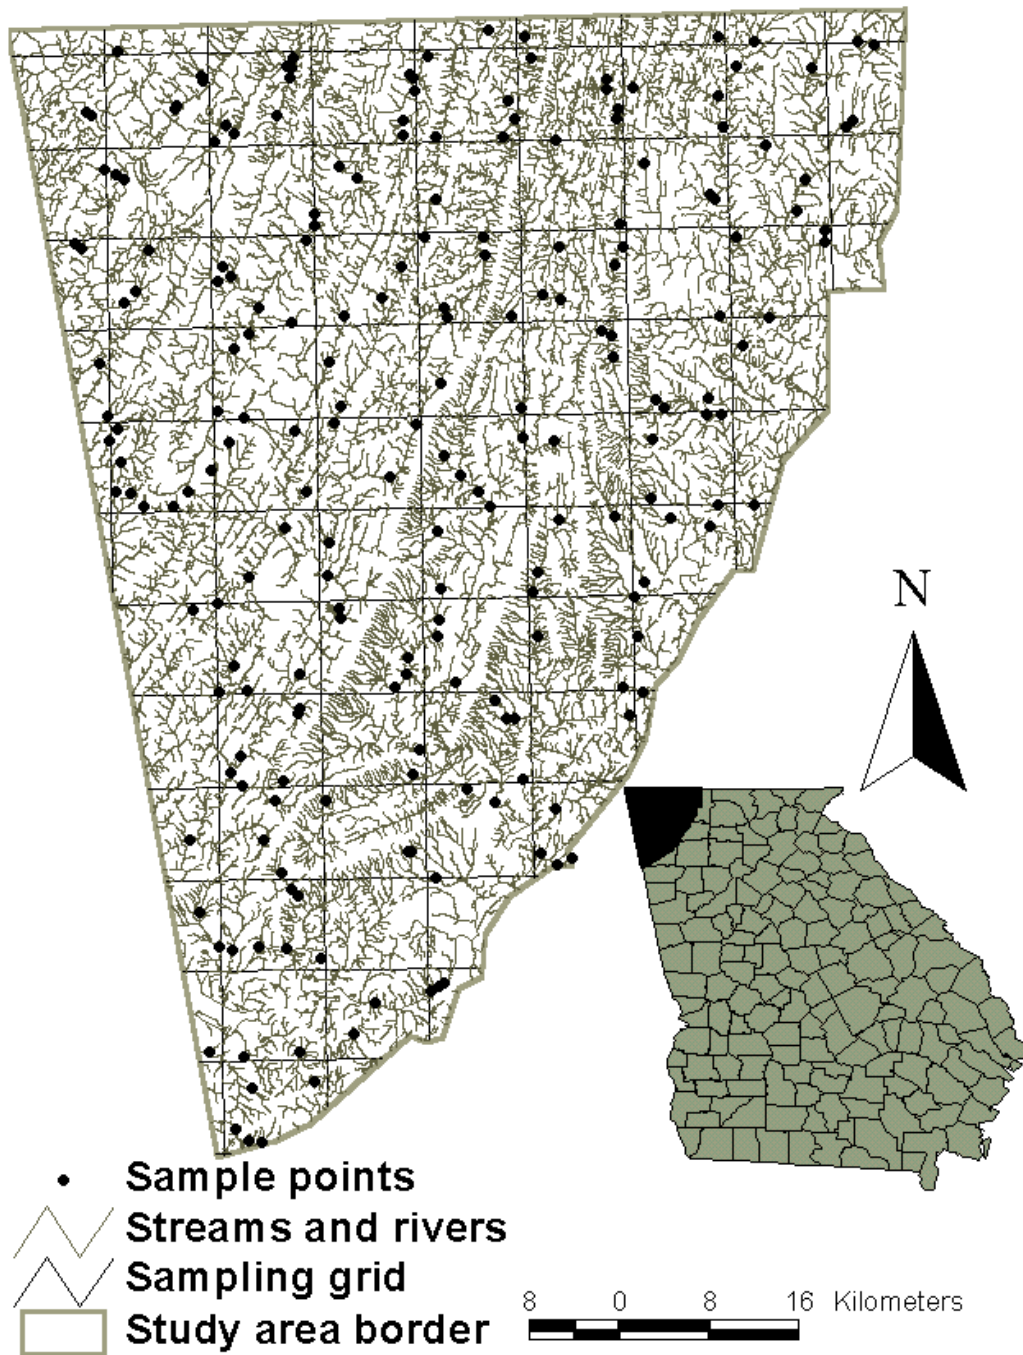 N
Sample points
Streams and rivers
Sampling grid
Study area border
8 0 8 16 Kilometers